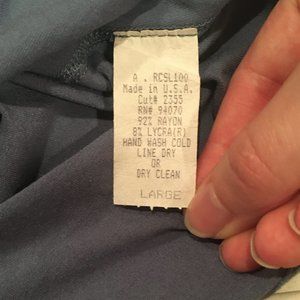 A . RCSL100
Made in U.S.A.
Cut# 2355
RN# 94070
92% RAYON
8% LYCRA(R)
HAND WASH COLD
LINE DRY
OR
DRY CLEAN
LARGE